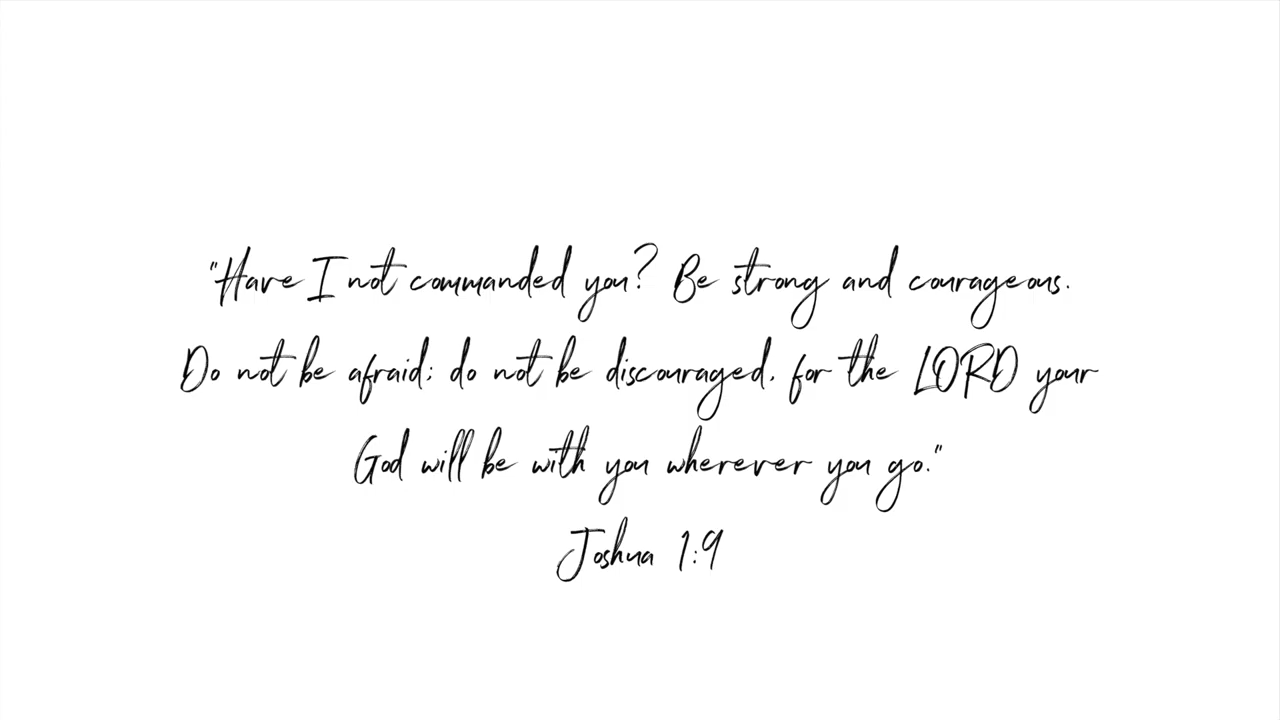 "Have I not commanded you? Be strong and courageous.
Do not be afraid; do not be discouraged, for the LORD your
God will be with you wherever you go."
Joshua 1:9